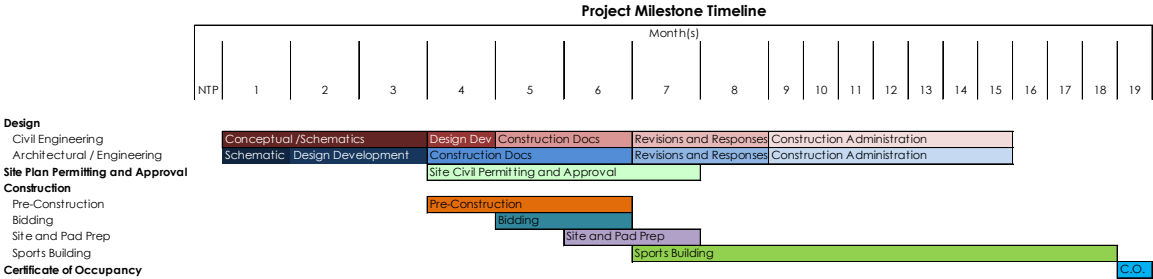 Project Milestone Timeline
Month(s)
NTP 1 2 3 4 5 6 7 8 9 10 11 12 13 14 15 16 17 18 19
Design
Civil Engineering Conceptual /Schematics Design Dev Construction Docs Revisions and Responses Construction Administration
Architectural / Engineering Schematic Design Development Construction Docs Revisions and Responses Construction Administration
Site Plan Permitting and Approval Site Civil Permitting and Approval
Construction
Pre-Construction Pre-Construction
Bidding Bidding
Site and Pad Prep Site and Pad Prep
Sports Building Sports Building
Certificate of Occupancy C.O.